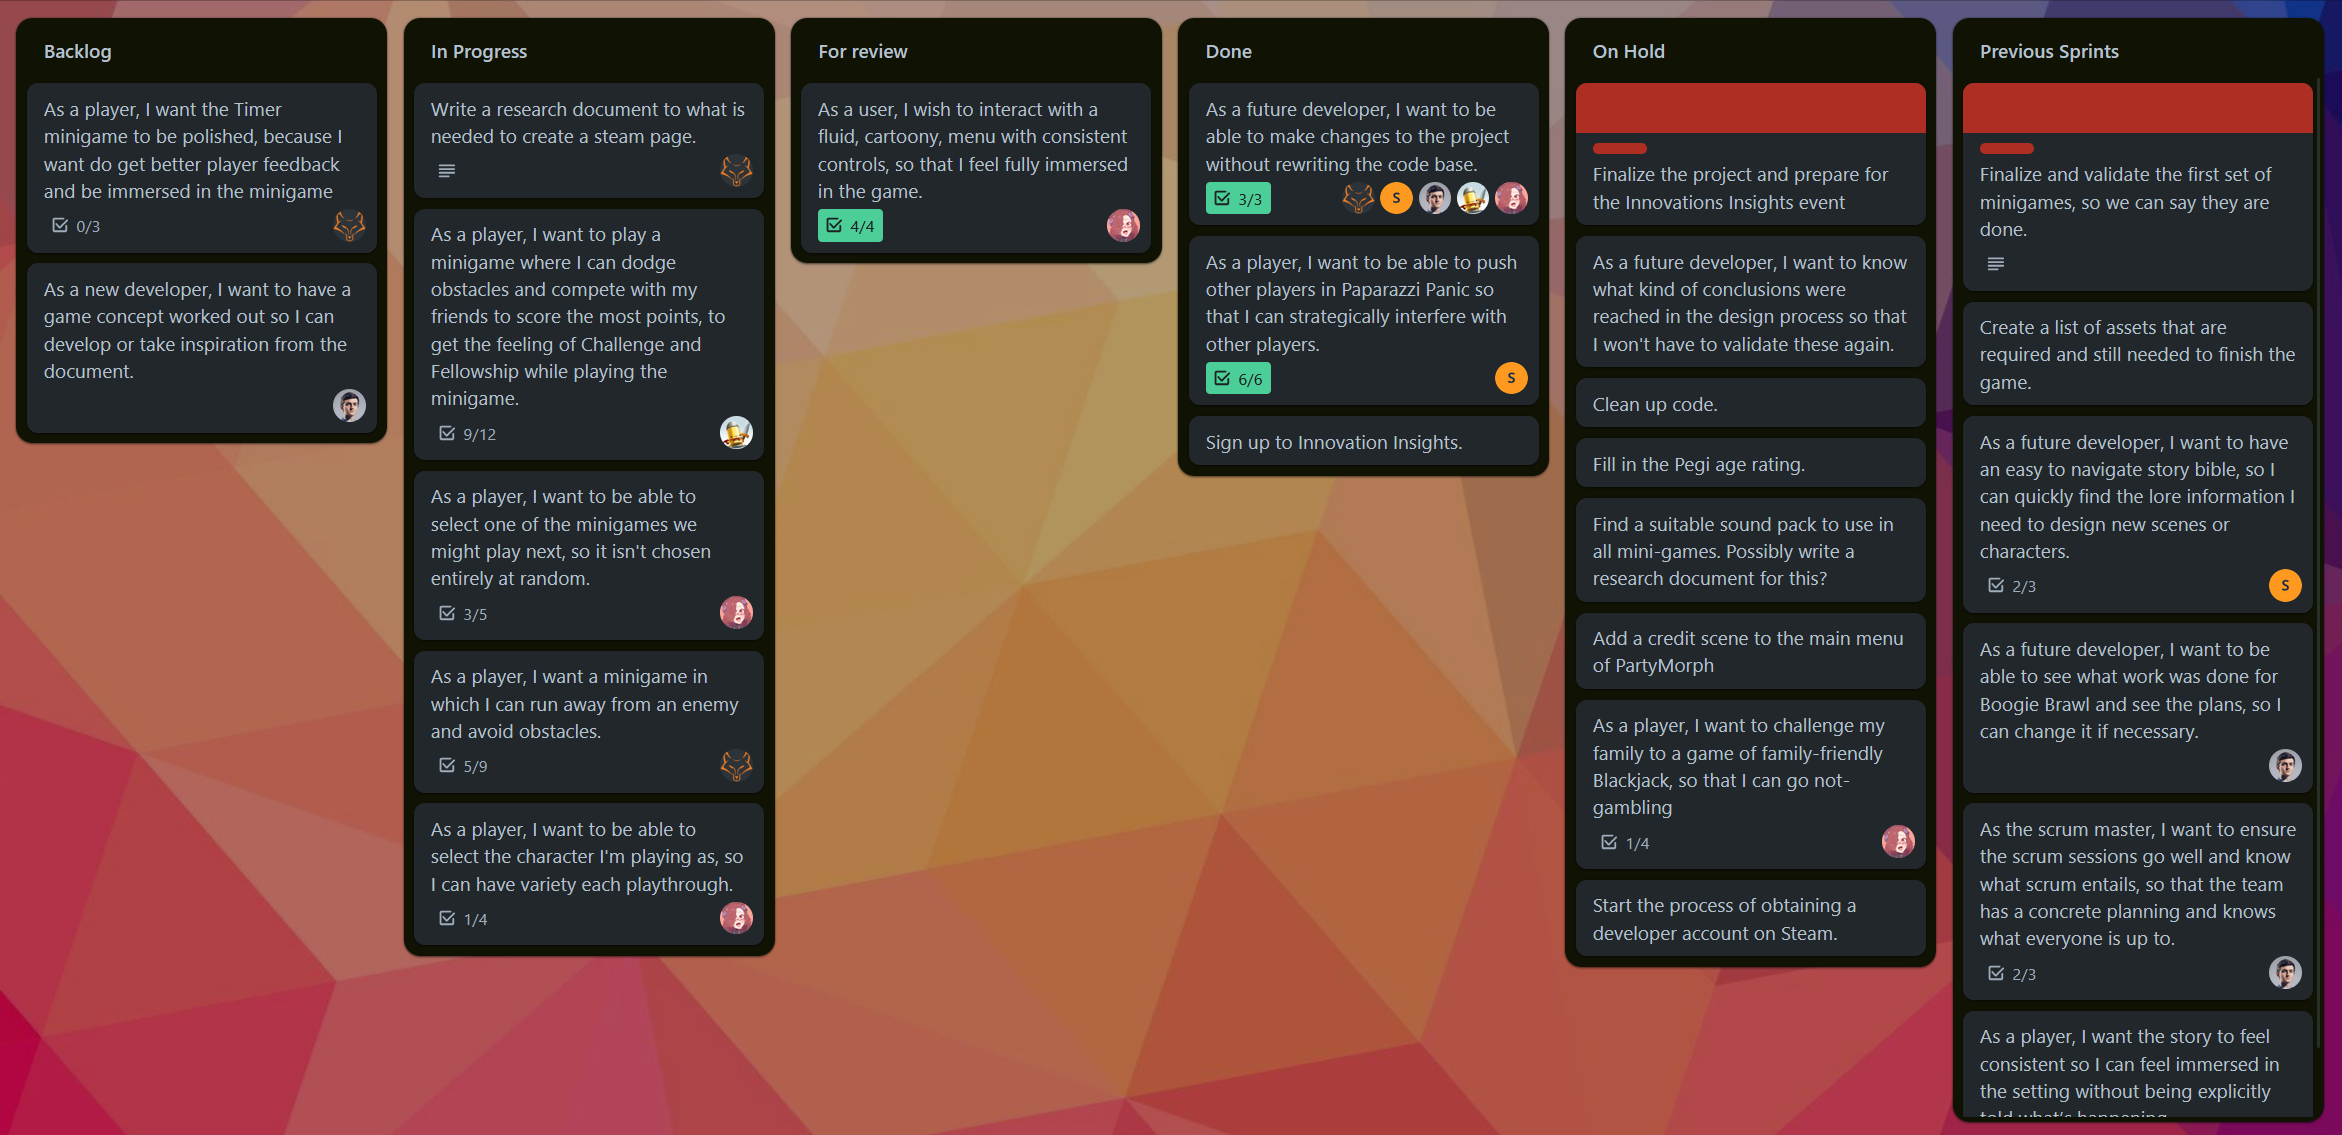 Backlog
As a player, I want the Timer
minigame to be polished, because I
want do get better player feedback
and be immersed in the minigame
0/3
As a new developer, I want to have a
game concept worked out so I can
develop or take inspiration from the
document.
In Progress
Write a research document to what is
needed to create a steam page.
As a player, I want to play a
minigame where I can dodge
obstacles and compete with my
friends to score the most points, to
get the feeling of Challenge and
Fellowship while playing the
minigame.
9/12
As a player, I want to be able to
select one of the minigames we
might play next, so it isn't chosen
entirely at random.
3/5
As a player, I want a minigame in
which I can run away from an enemy
and avoid obstacles.
5/9
As a player, I want to be able to
select the character I'm playing as, so
I can have variety each playthrough.
1/4
For review
As a user, I wish to interact with a
fluid, cartoony, menu with consistent
controls, so that I feel fully immersed
in the game.
4/4
Done
As a future developer, I want to be
able to make changes to the project
without rewriting the code base.
3/3 S
As a player, I want to be able to push
other players in Paparazzi Panic so
that I can strategically interfere with
other players.
6/6 S
Sign up to Innovation Insights.
On Hold
Finalize the project and prepare for
the Innovations Insights event
As a future developer, I want to know
what kind of conclusions were
reached in the design process so that
I won't have to validate these again.
Clean up code.
Fill in the Pegi age rating.
Find a suitable sound pack to use in
all mini-games. Possibly write a
research document for this?
Add a credit scene to the main menu
of PartyMorph
As a player, I want to challenge my
family to a game of family-friendly
Blackjack, so that I can go not-
gambling
1/4
Start the process of obtaining a
developer account on Steam.
Previous Sprints
Finalize and validate the first set of
minigames, so we can say they are
done.
Create a list of assets that are
required and still needed to finish the
game.
As a future developer, I want to have
an easy to navigate story bible, so I
can quickly find the lore information I
need to design new scenes or
characters.
2/3 S
As a future developer, I want to be
able to see what work was done for
Boogie Brawl and see the plans, so I
can change it if necessary.
As the scrum master, I want to ensure
the scrum sessions go well and know
what scrum entails, so that the team
has a concrete planning and knows
what everyone is up to.
2/3
As a player, I want the story to feel
consistent so I can feel immersed in
the setting without being explicitly
told what's happening